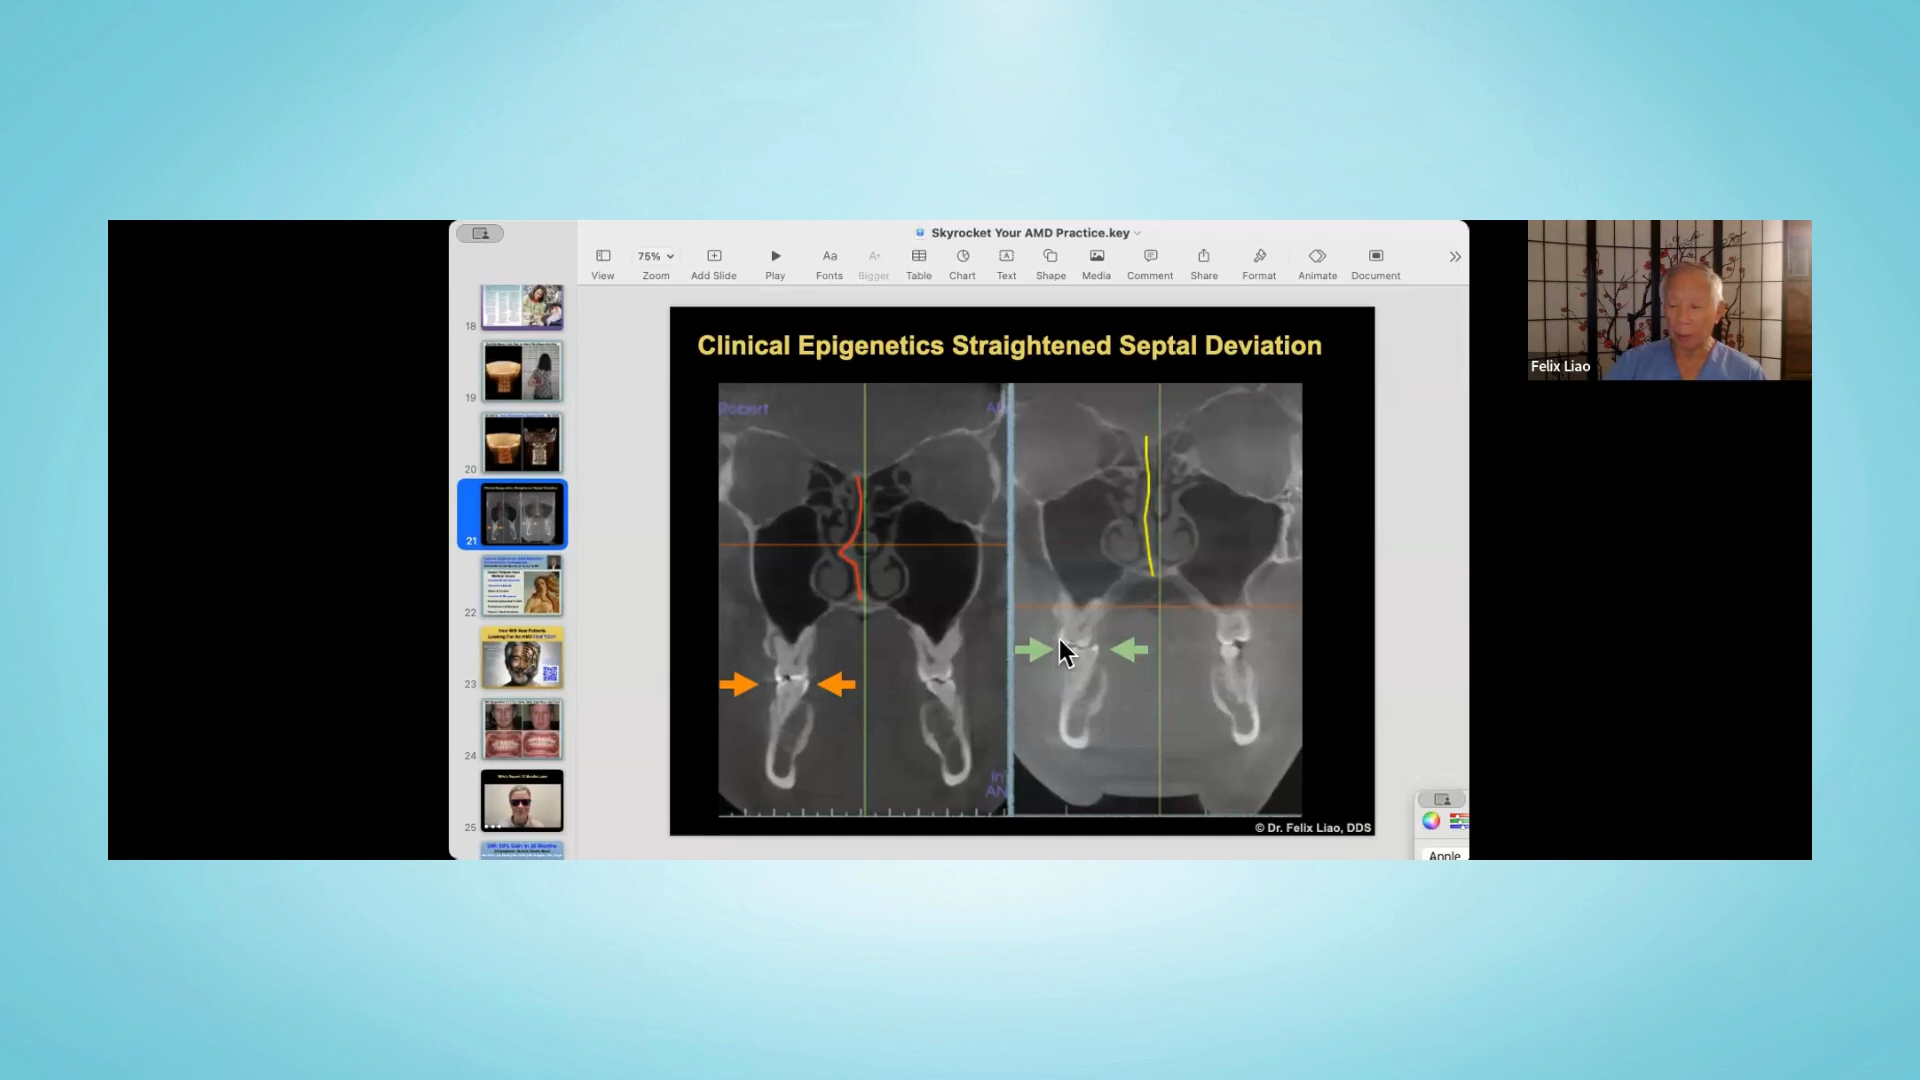 Skyrocket Your AMD Practice.key
75%
View
Zoom
Add Slide
Play
Aa
Fonts
Bigger
Table
Chart
Text
Shape
Media
Comment
Share
Format
Animate
Document
18
19
20
21
22
23
24
25
Clinical Epigenetics Straightened Septal Deviation
Robert
© Dr. Felix Liao, DDS
Apple
Felix Liao